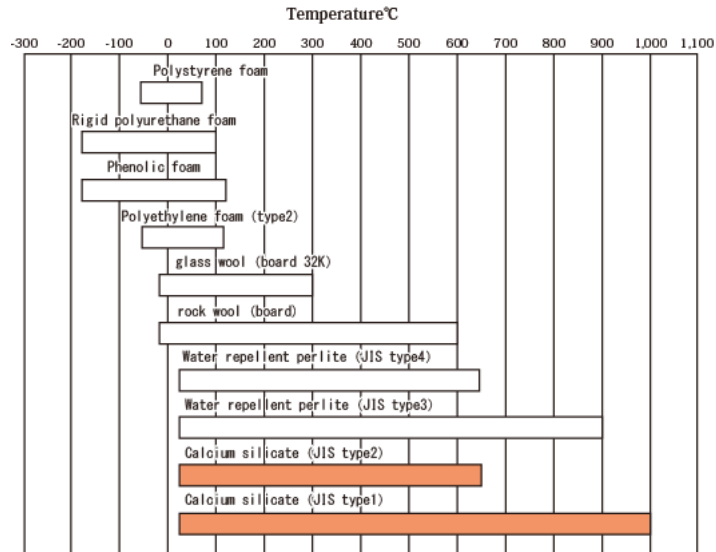 Temperature℃
-300 -200 -100 0 100 200 300 400 500 600 700 800 900 1,000 1,100
Polystyrene foam
Rigid polyurethane foam
Phenolic foam
Polyethylene foam (type2)
glass wool (board 32K)
rock wool (board)
Water repellent perlite (JIS type4)
Water repellent perlite (JIS type3)
Calcium silicate (JIS type2)
Calcium silicate (JIS type1)